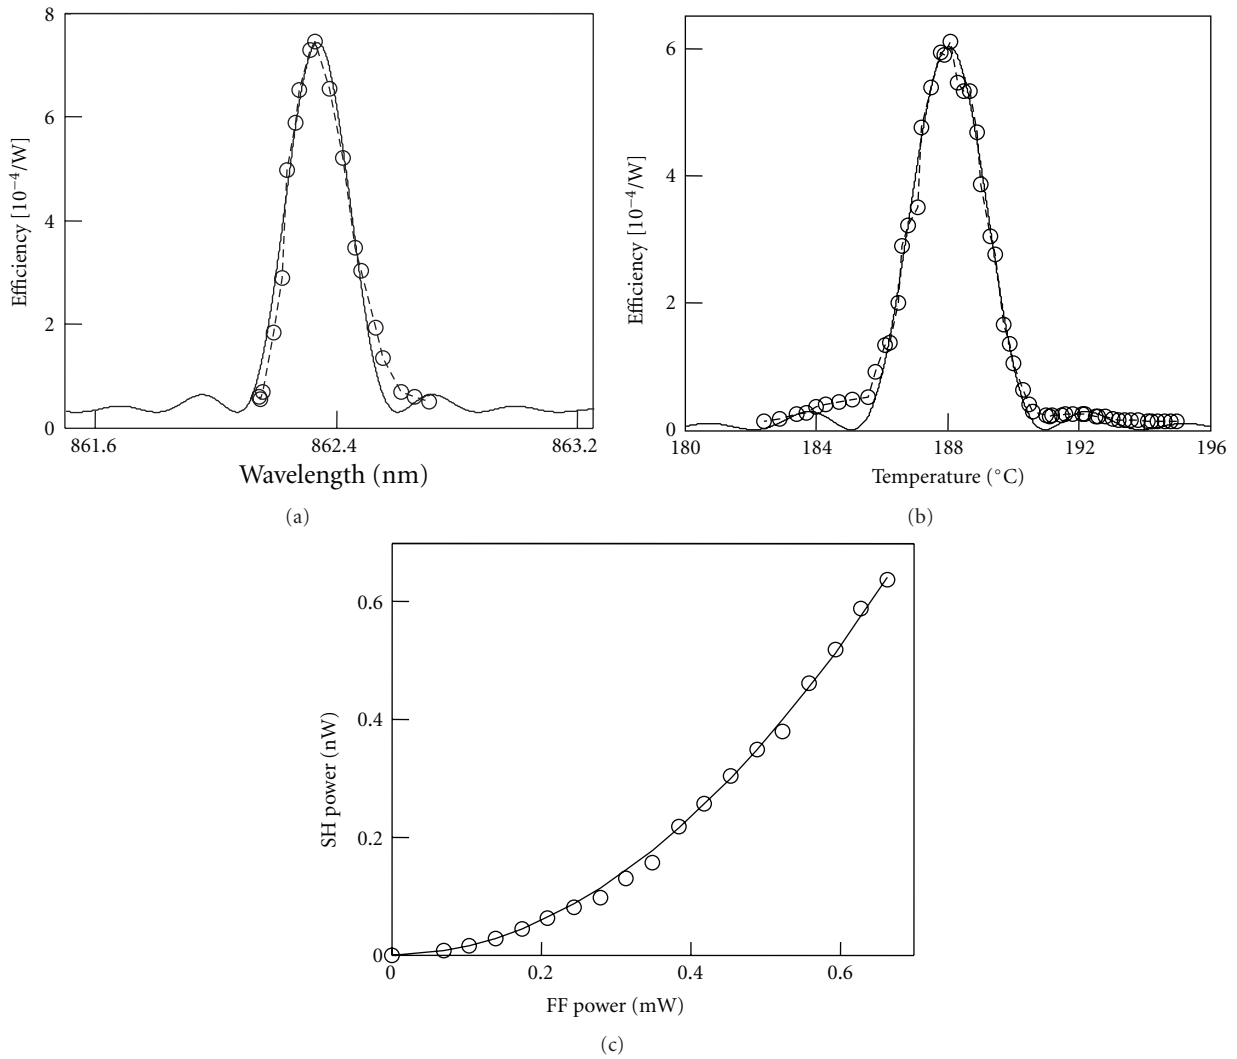 8
6
4
2
0
Efficiency [10−4/W]
861.6 862.4 863.2
Wavelength (nm)
(a)
6
4
2
0
Efficiency [10−4/W]
180 184 188 192 196
Temperature (°C)
(b)
0.6
0.4
0.2
0
SH power (nW)
0 0.2 0.4 0.6
FF power (mW)
(c)